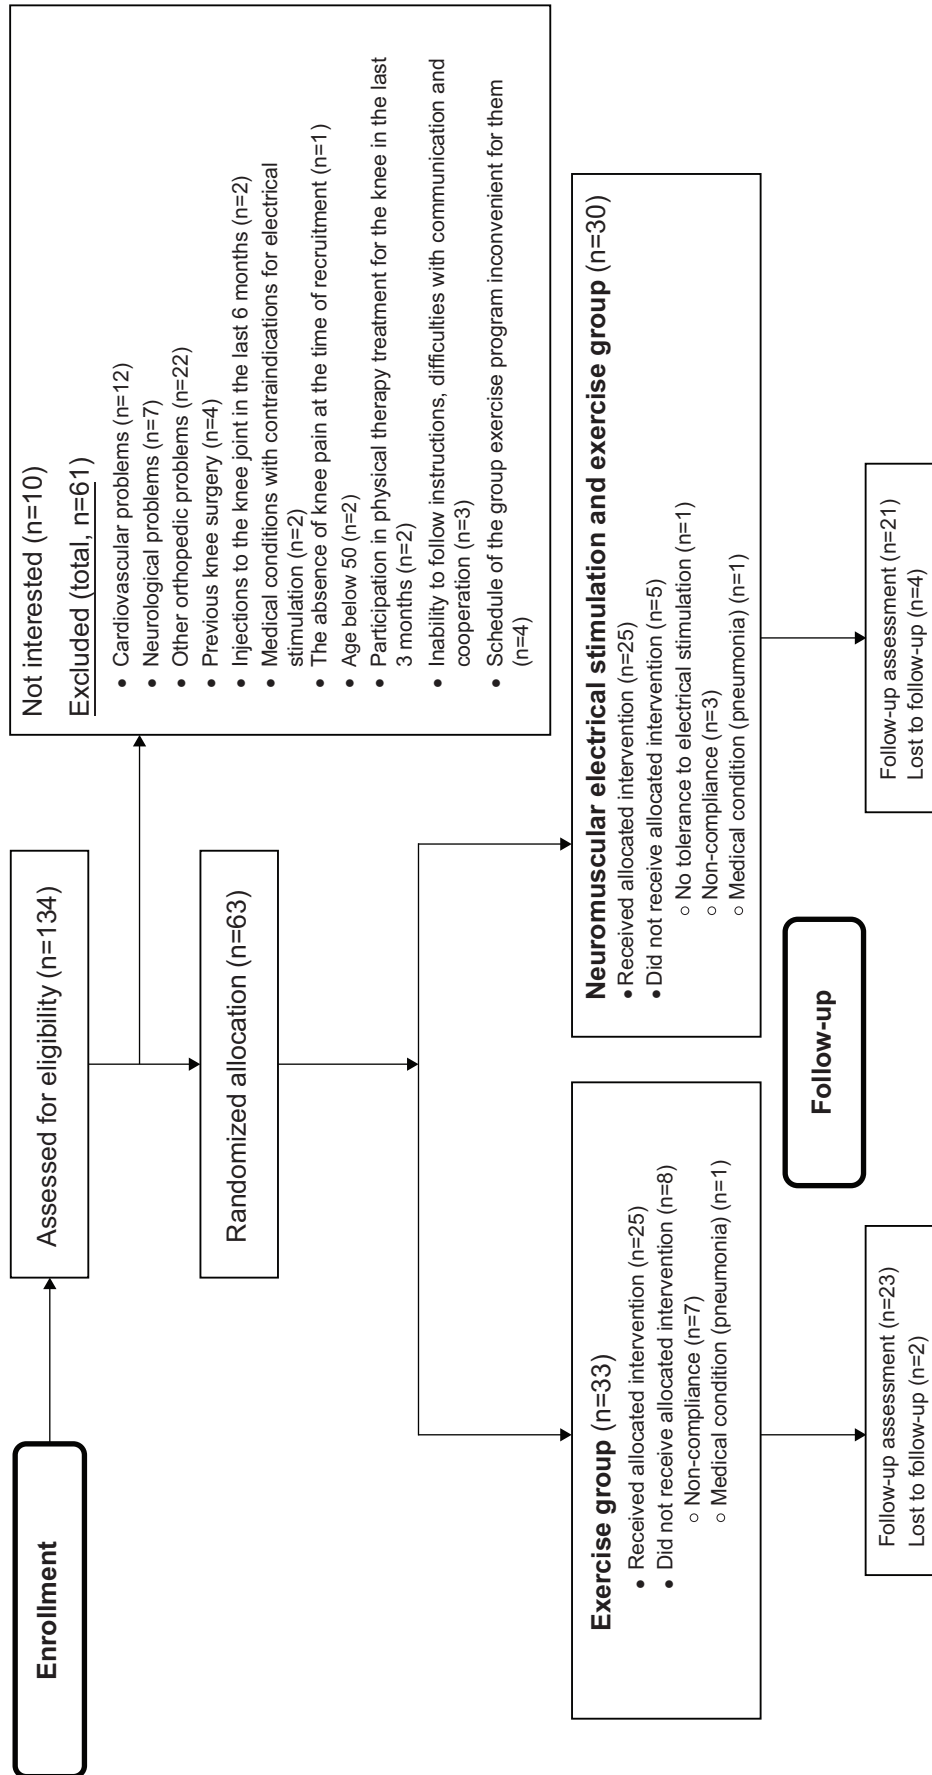 Enrollment
Assessed for eligibility (n=134)
Not interested (n=10)
Excluded (total, n=61)
• Cardiovascular problems (n=12)
• Neurological problems (n=7)
• Other orthopedic problems (n=22)
• Previous knee surgery (n=4)
• Injections to the knee joint in the last 6 months (n=2)
• Medical conditions with contraindications for electrical
stimulation (n=2)
• The absence of knee pain at the time of recruitment (n=1)
• Age below 50 (n=2)
• Participation in physical therapy treatment for the knee in the last
3 months (n=2)
• Inability to follow instructions, difficulties with communication and
cooperation (n=3)
• Schedule of the group exercise program inconvenient for them
(n=4)
Randomized allocation (n=63)
Exercise group (n=33)
• Received allocated intervention (n=25)
• Did not receive allocated intervention (n=8)
○ Non-compliance (n=7)
○ Medical condition (pneumonia) (n=1)
Neuromuscular electrical stimulation and exercise group (n=30)
• Received allocated intervention (n=25)
• Did not receive allocated intervention (n=5)
○ No tolerance to electrical stimulation (n=1)
○ Non-compliance (n=3)
○ Medical condition (pneumonia) (n=1)
Follow-up
Follow-up assessment (n=23)
Lost to follow-up (n=2)
Follow-up assessment (n=21)
Lost to follow-up (n=4)